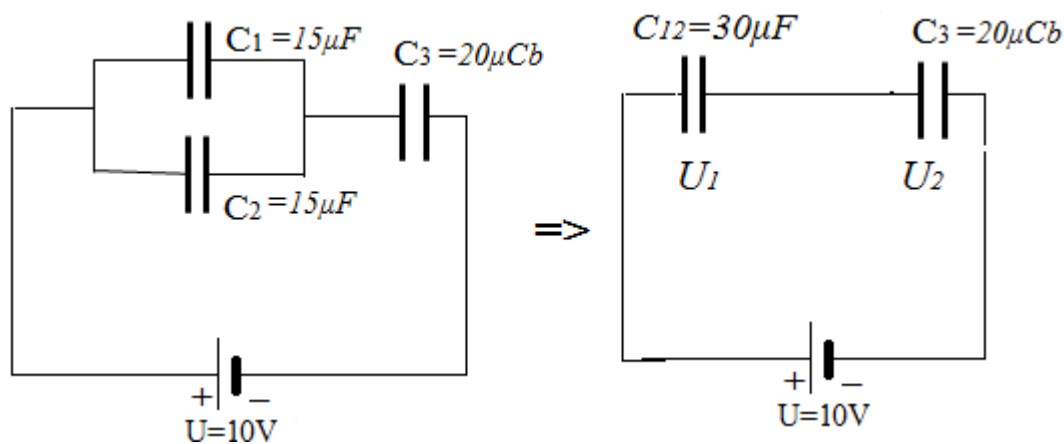 C1 =15μF
C3 =20μCb
C2 =15μF
+ −
U=10V
=>
C12 =30μF
C3 =20μCb
U1
U2
+ −
U=10V